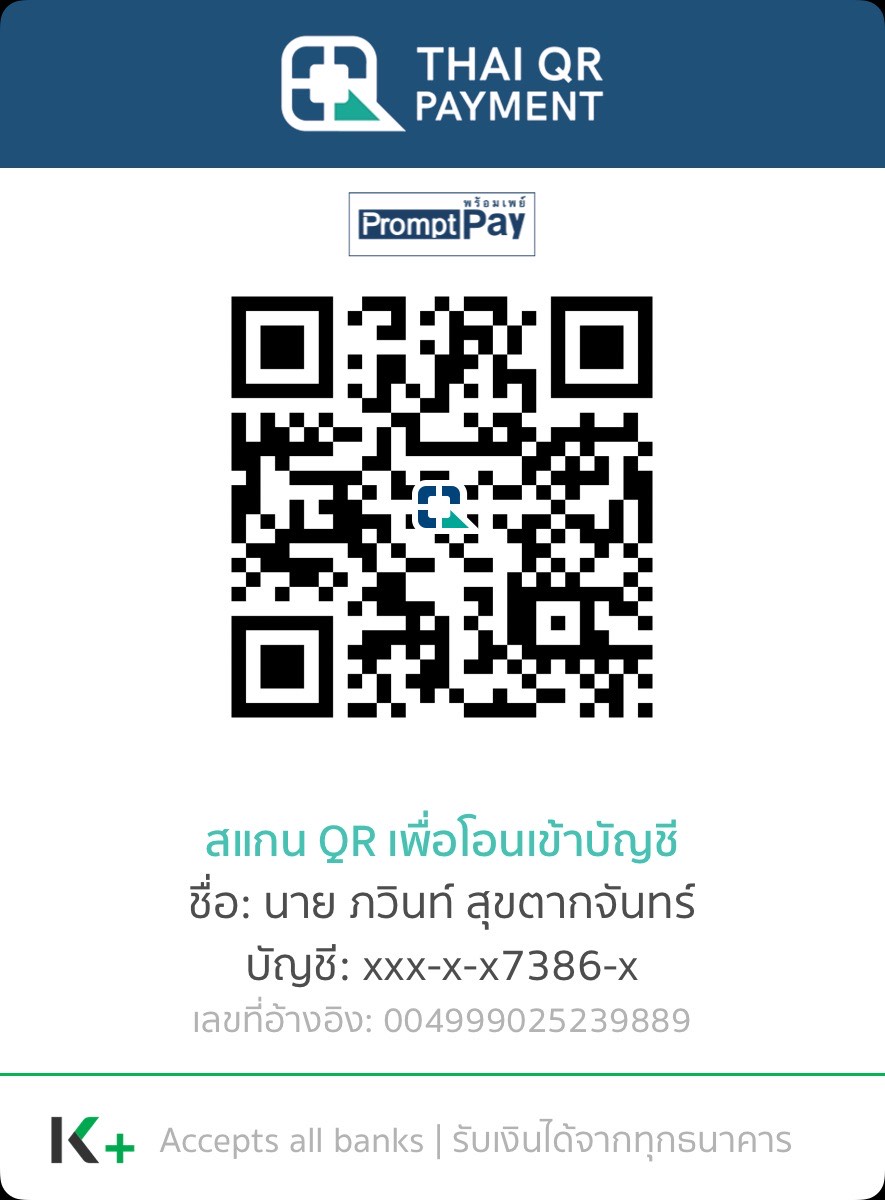 THAI QR
PAYMENT
พร้อมเพย์
PromptPay
สแกน QR เพื่อโอนเข้าบัญชี
ชื่อ: นาย ภวินท์ สุขตากจันทร์
บัญชี: xxx-x-x7386-x
เลขที่อ้างอิง: 004999025239889
K+ Accepts all banks | รับเงินได้จากทุกธนาคาร